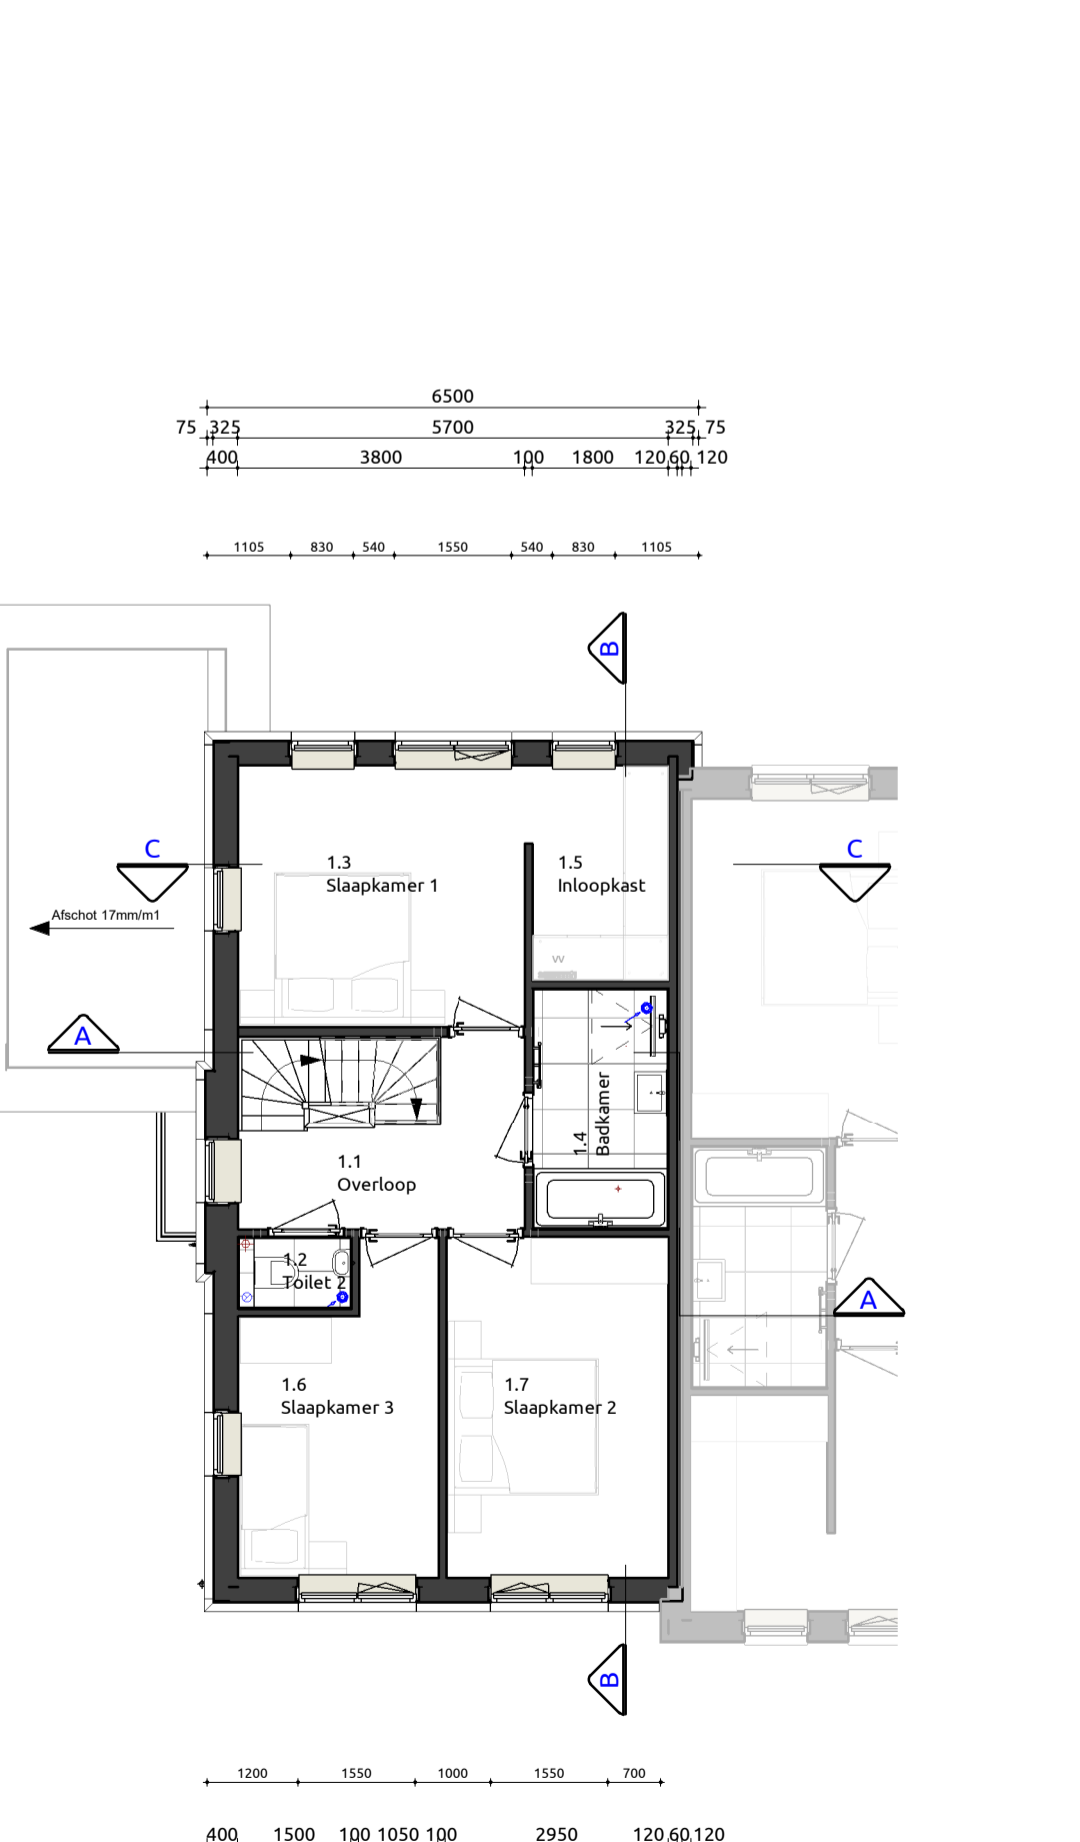 6500
75 325 5700 325 75
400 3800 100 1800 120 60 120
1105 830 540 1550 540 830 1105
B
C
C
1.3
Slaapkamer 1
1.5
Inloopkast
Afschot 17mm/m1
W
A
1.4
Badkamer
1.1
Overloop
1.2
Toilet 2
A
1.6
Slaapkamer 3
1.7
Slaapkamer 2
B
1200 1550 1000 1550 700
400 1500 100 1050 100 2950 120 60 120